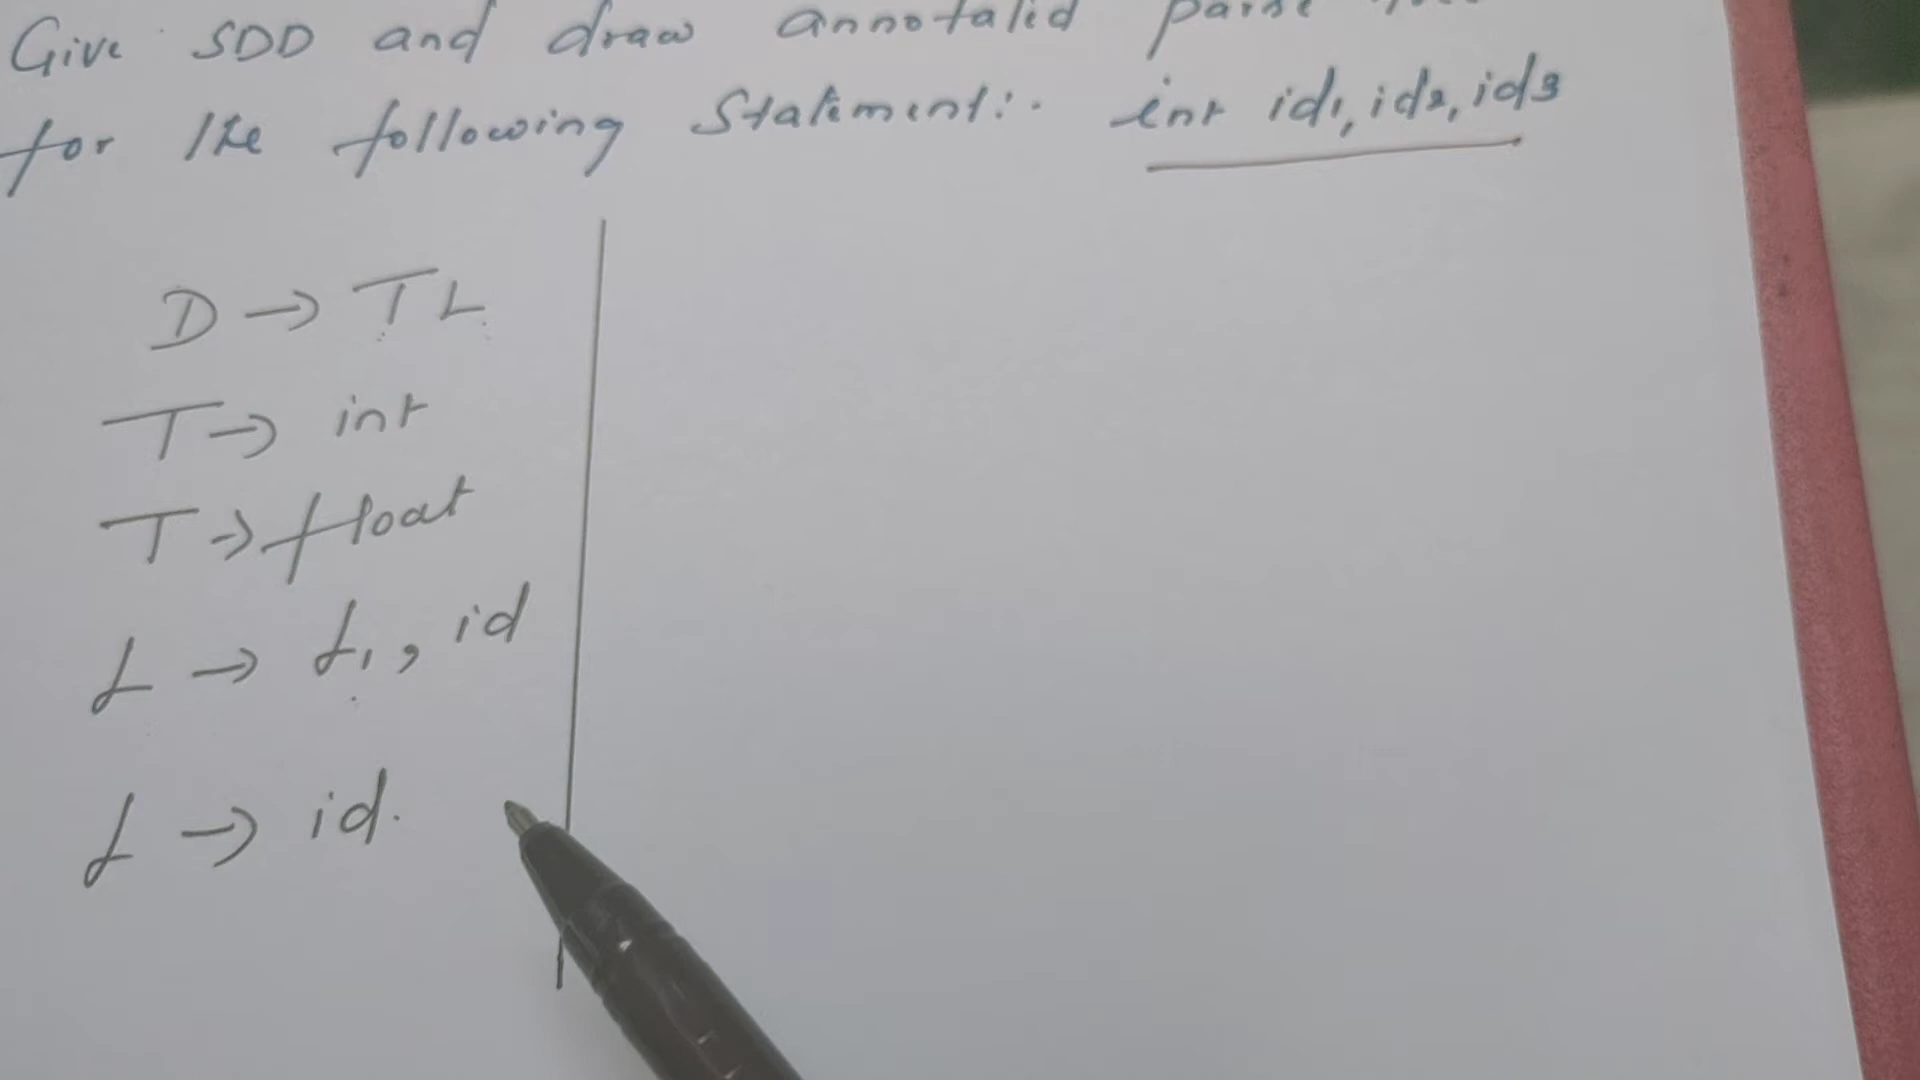 Give SDD and draw annotated parse
for the following Statement:- int id1, id2, id3
D → TL
T → int
T → float
L → L1, id
L → id.